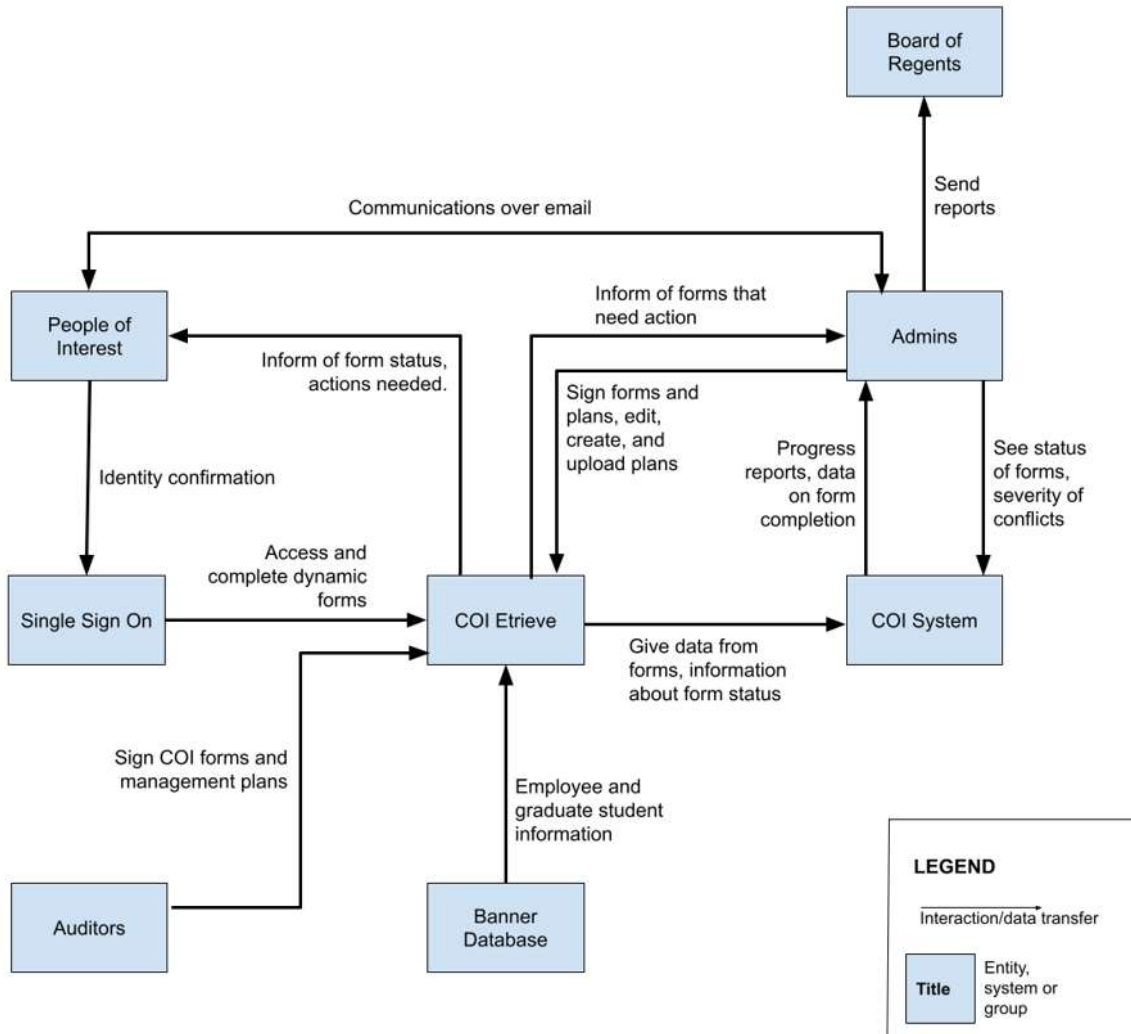 Board of
Regents
Send
reports
Communications over email
People of
Interest
Inform of forms that
need action
Admins
Inform of form status,
actions needed.
Sign forms and
plans, edit,
create, and
upload plans
Progress
reports, data
on form
completion
See status
of forms,
severity of
conflicts
Identity confirmation
Access and
complete dynamic
forms
Single Sign On
COI Etrieve
COI System
Give data from
forms, information
about form status
Sign COI forms and
management plans
Employee and
graduate student
information
Auditors
Banner
Database
LEGEND
Interaction/data transfer
Title
Entity,
system or
group